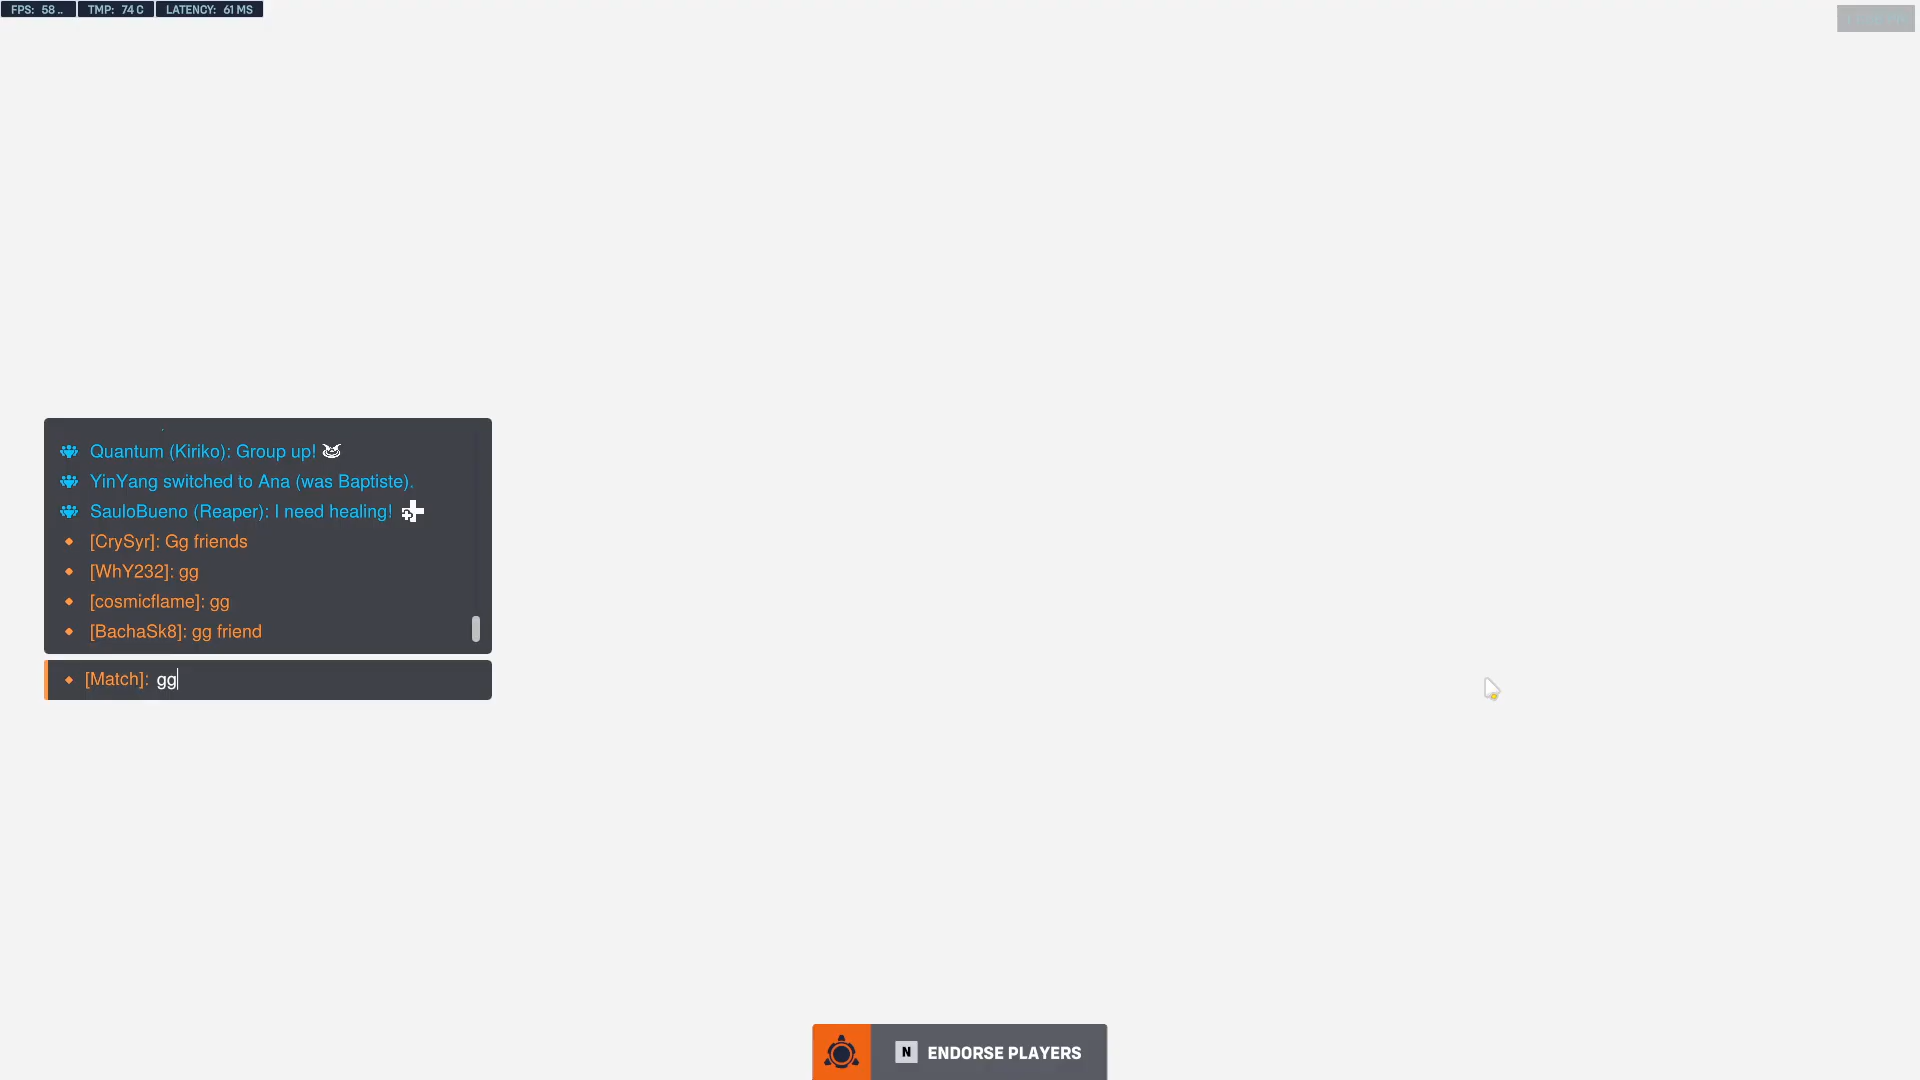 FPS: 58 .. TMP: 74 C LATENCY: 61 MS
Quantum (Kiriko): Group up!
YinYang switched to Ana (was Baptiste).
SauloBueno (Reaper): I need healing!
[CrySyr]: Gg friends
[WhY232]: gg
[cosmicflame]: gg
[BachaSk8]: gg friend
[Match]: gg
N ENDORSE PLAYERS